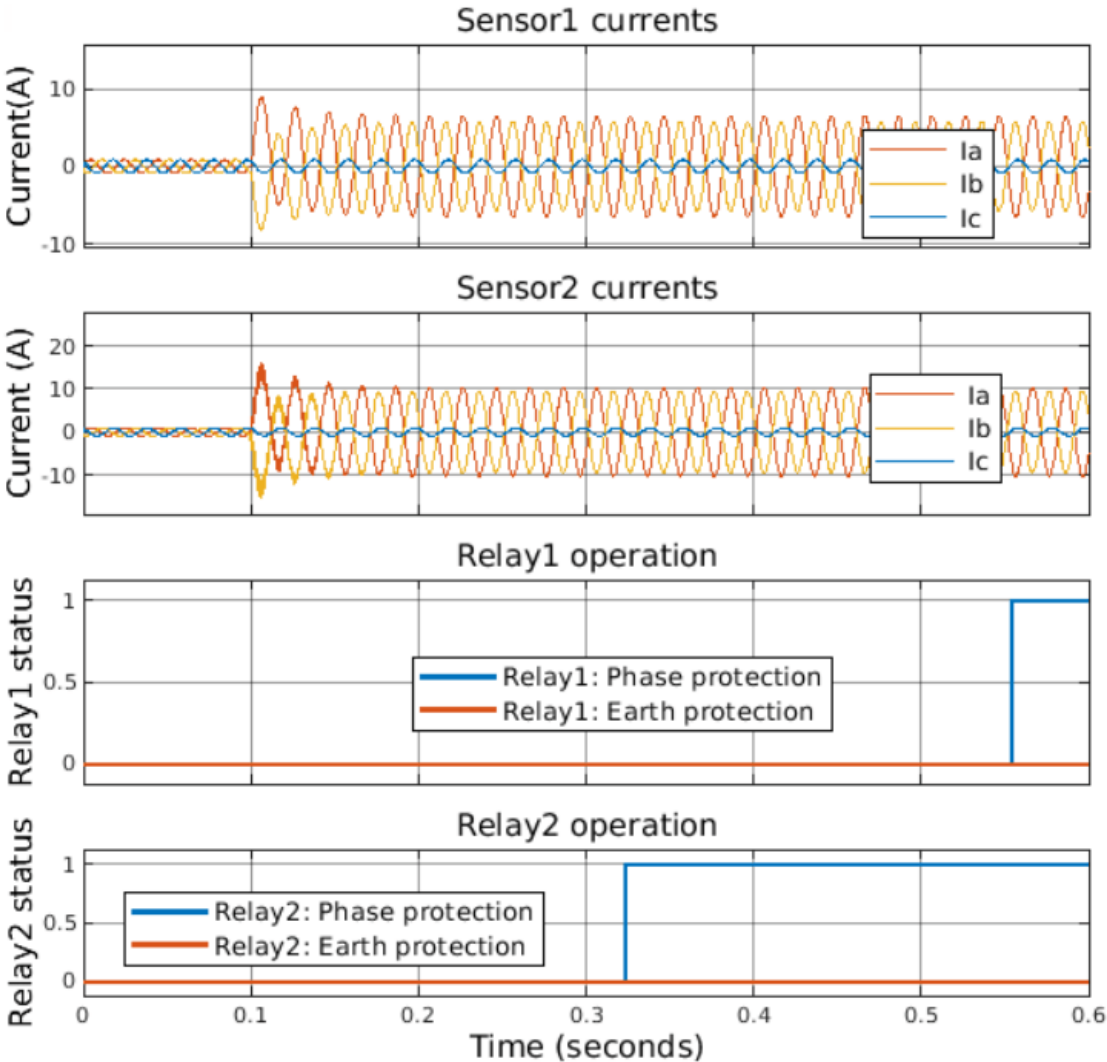 Sensor1 currents
Current(A)
10
0
-10
Ia
Ib
Ic
Sensor2 currents
Current (A)
20
10
0
-10
Ia
Ib
Ic
Relay1 operation
Relay1 status
1
0.5
0
Relay1: Phase protection
Relay1: Earth protection
Relay2 operation
Relay2 status
1
0.5
0
Relay2: Phase protection
Relay2: Earth protection
0 0.1 0.2 0.3 0.4 0.5 0.6
Time (seconds)